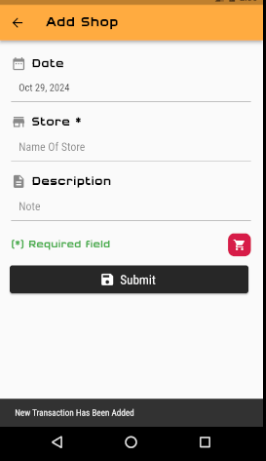 Add Shop
Date
Oct 29, 2024
Store *
Name Of Store
Description
Note
(*) Required field
Submit
New Transaction Has Been Added